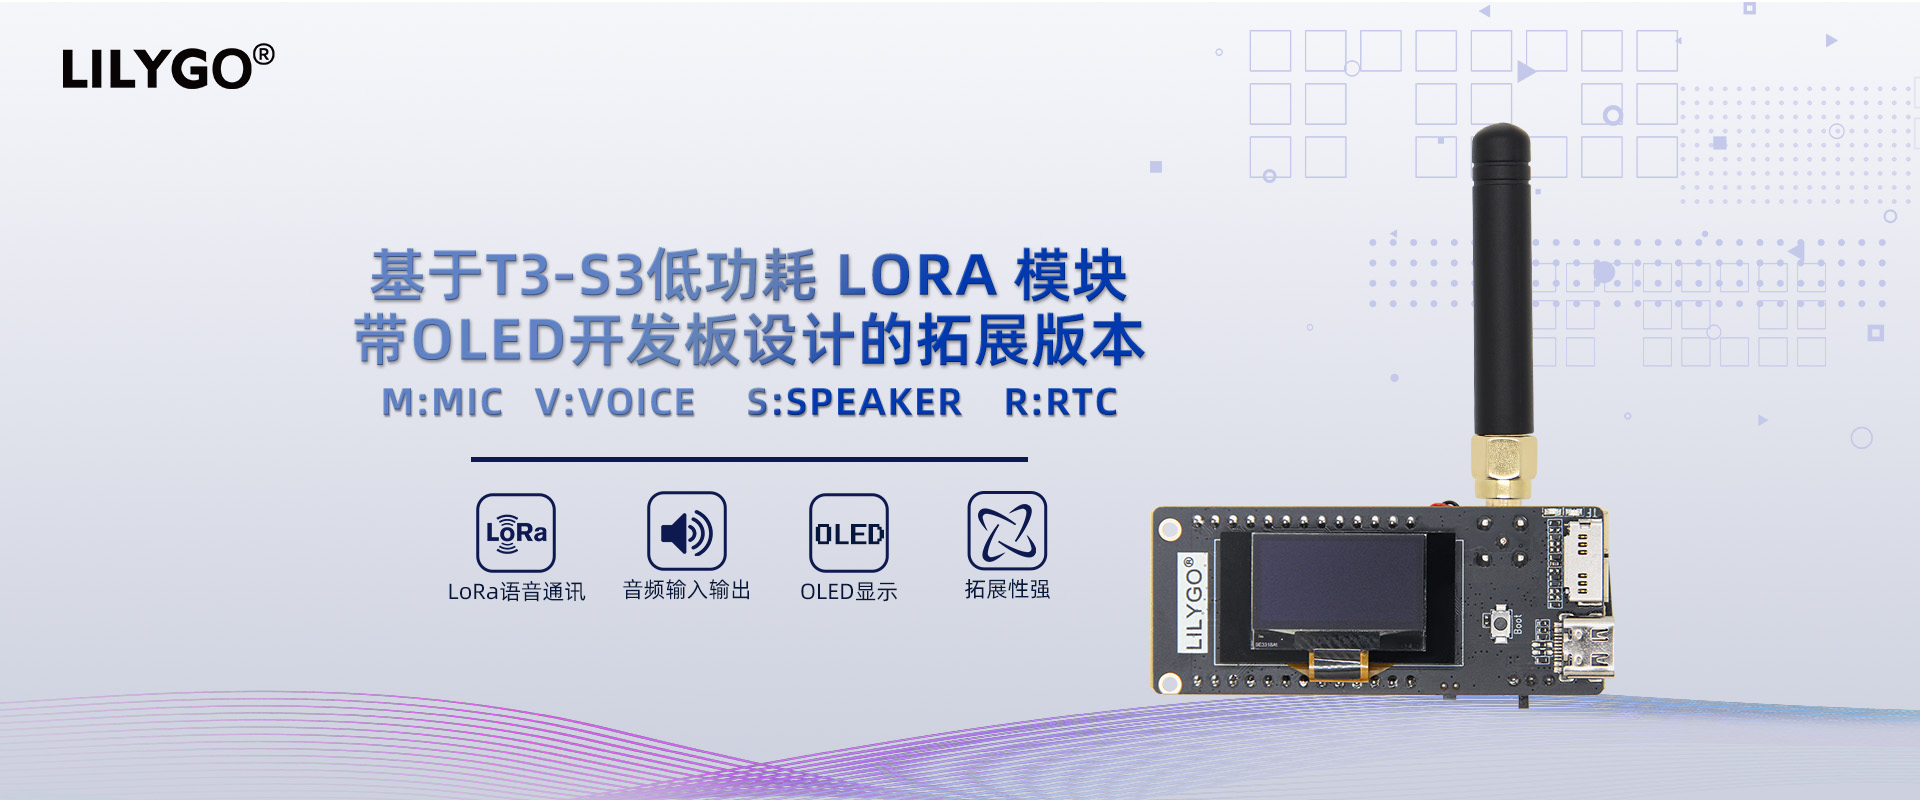 LILYGO®
基于T3-S3低功耗 LORA 模块
带OLED开发板设计的拓展版本
M:MIC V:VOICE S:SPEAKER R:RTC
LoRa
OLED
LoRa语音通讯
音频输入输出
OLED显示
拓展性强
LILYGO®
Boot